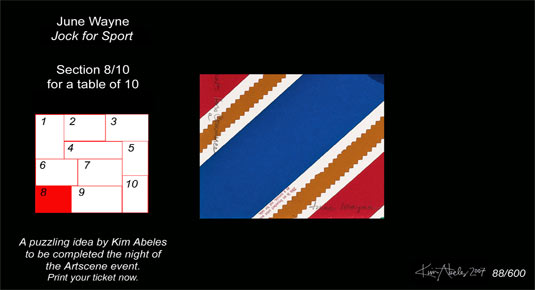 June Wayne
Jock for Sport
Section 8/10
for a table of 10
1 2 3
4 5
6 7
8 9 10
A puzzling idea by Kim Abeles
to be completed the night of
the Artscene event.
Print your ticket now.
Kim Abeles 2007 88/600